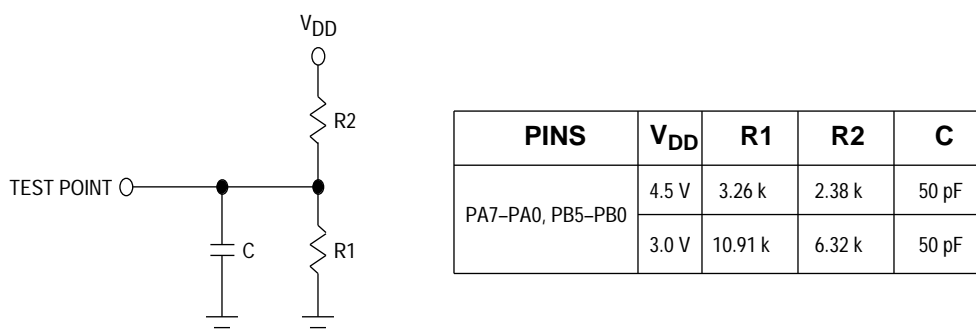 VDD
R2
TEST POINT
C
R1
PINS VDD R1 R2 C
PA7–PA0, PB5–PB0
4.5 V 3.26 k 2.38 k 50 pF
3.0 V 10.91 k 6.32 k 50 pF